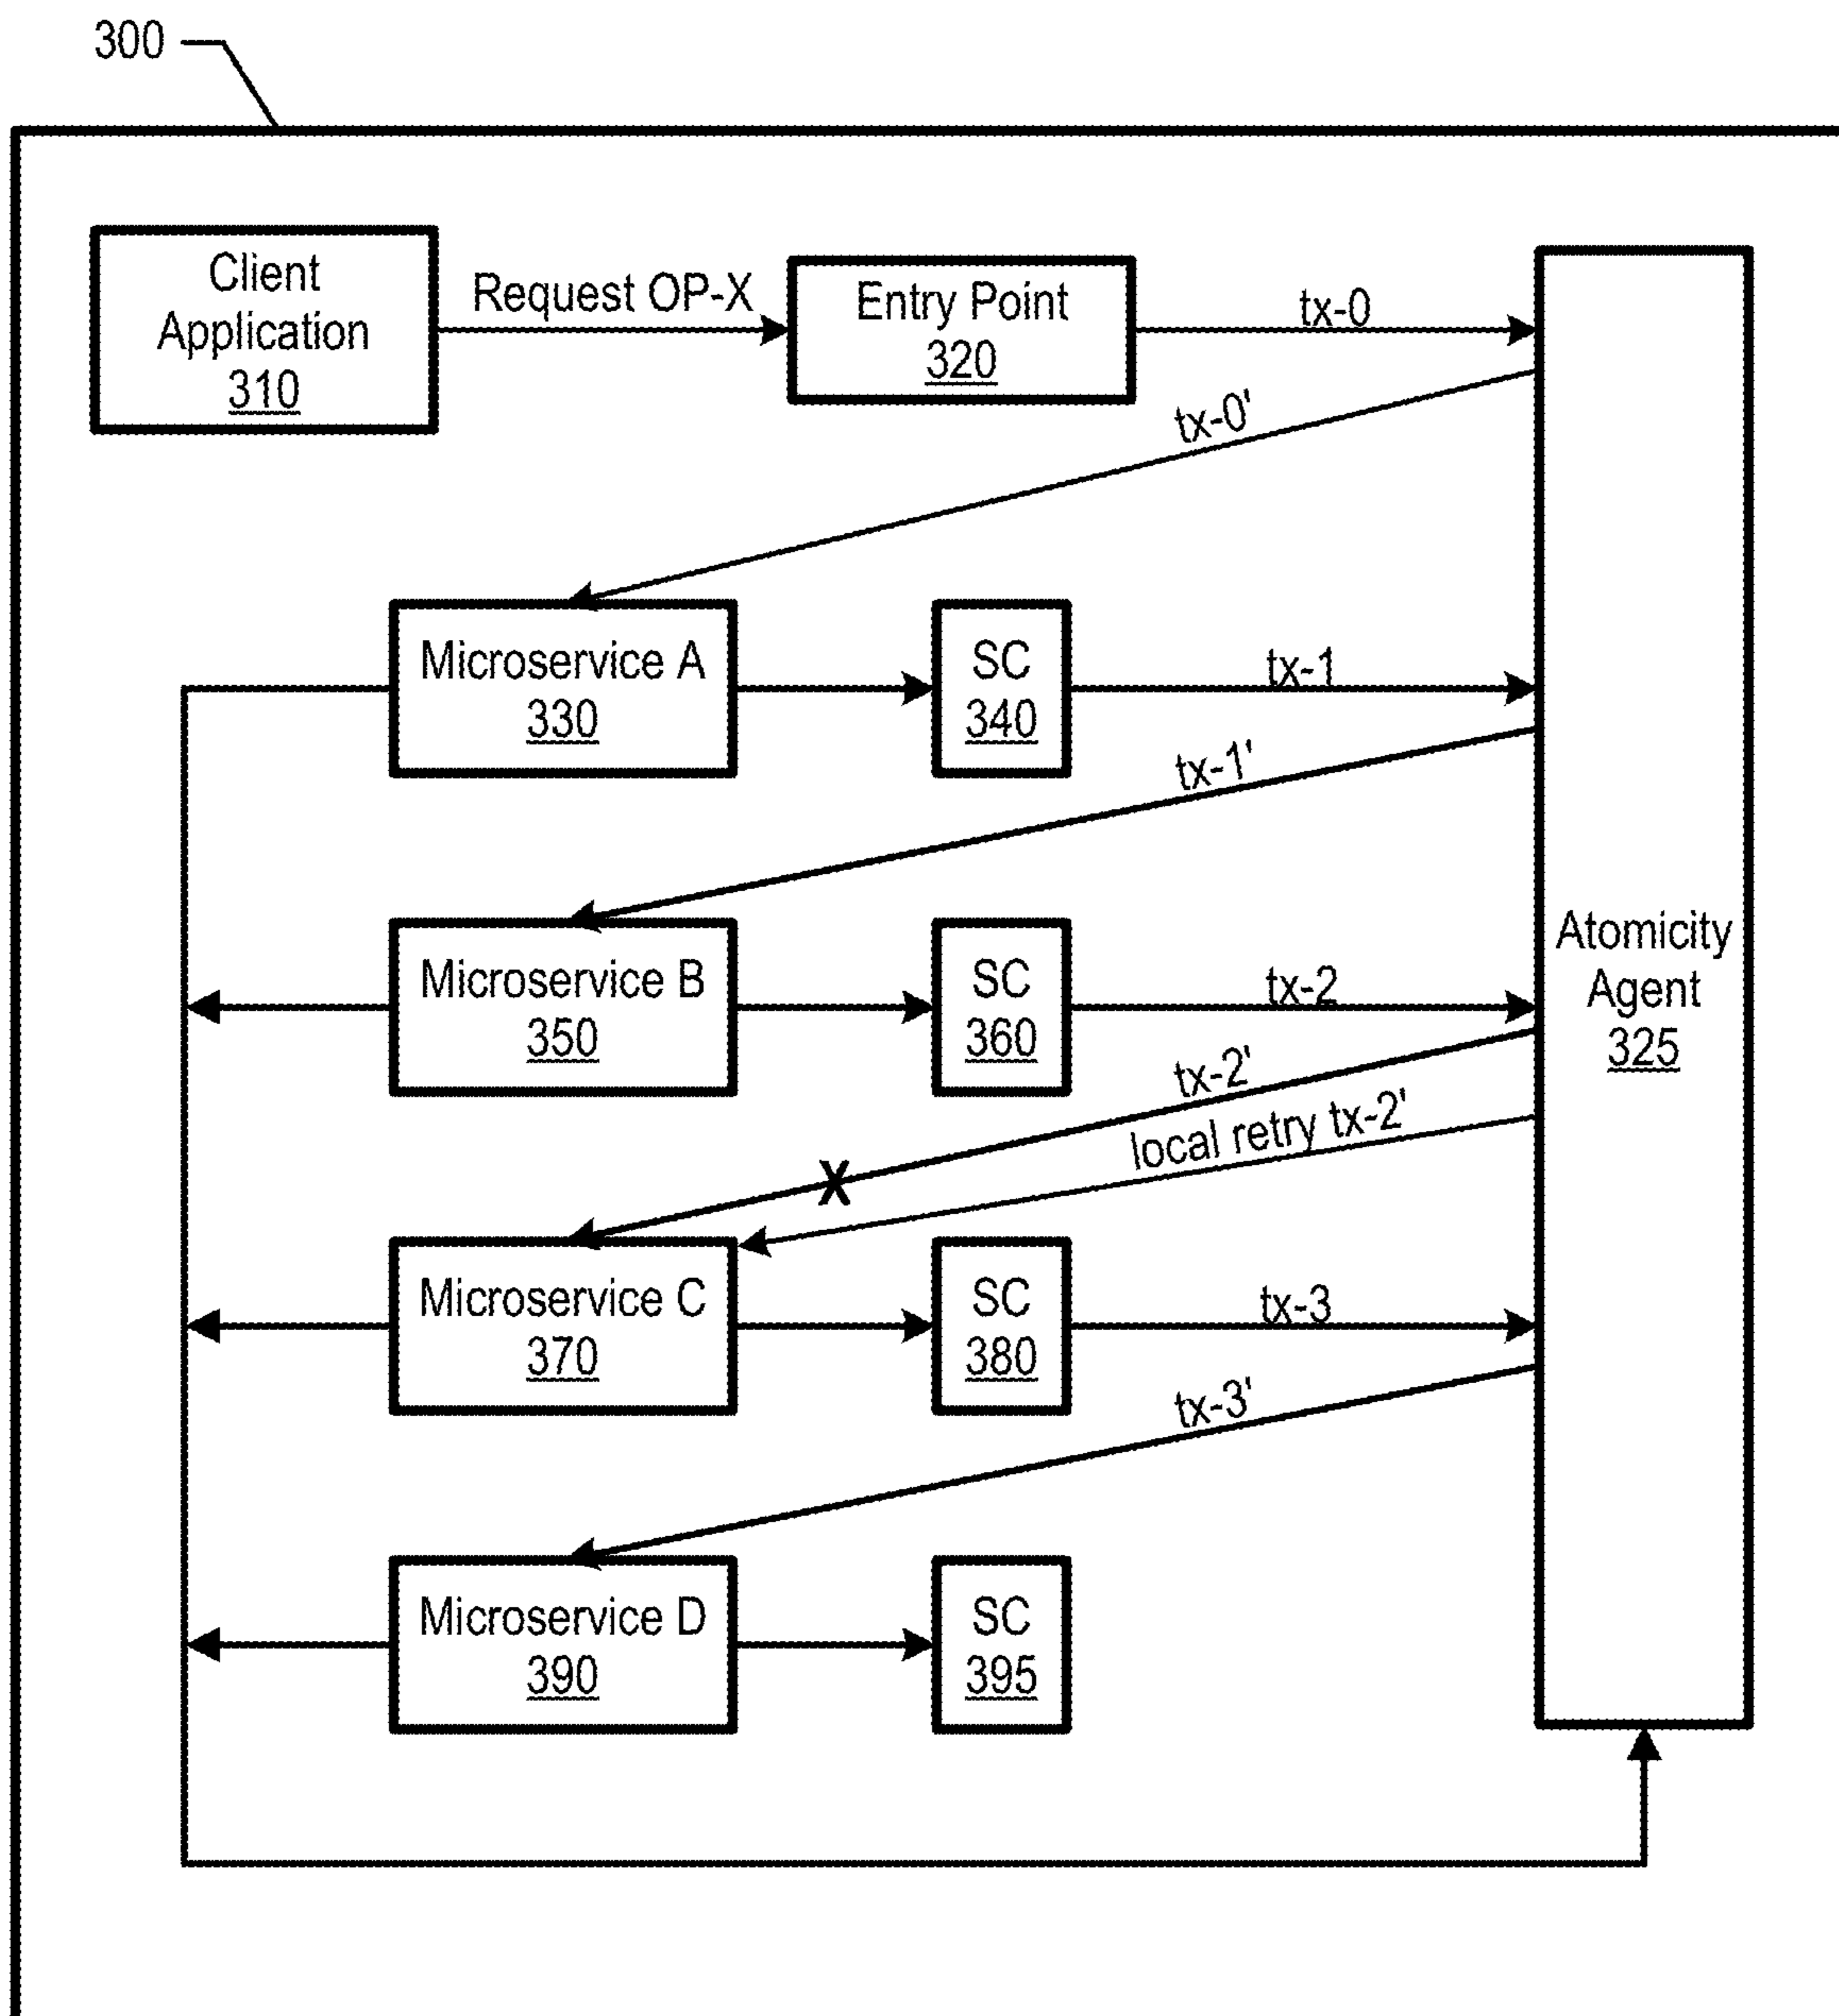 300
Client
Application
310
Request OP-X
Entry Point
320
tx-0
tx-0'
Microservice A
330
SC
340
tx-1
tx-1'
Microservice B
350
SC
360
tx-2
Atomicity
Agent
325
tx-2'
local retry tx-2'
X
Microservice C
370
SC
380
tx-3
tx-3'
Microservice D
390
SC
395